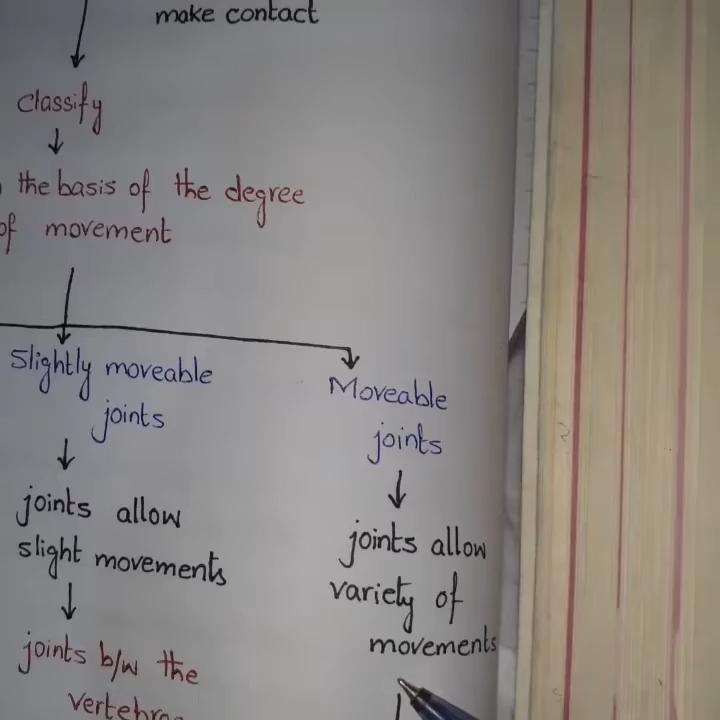 make contact
Classify
the basis of the degree
of movement
Slightly moveable
joints
Moveable
joints
joints allow
slight movements
joints allow
variety of
movements
joints b/w the
vertebrae